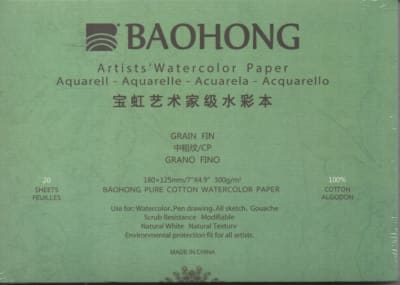 BAOHONG
Artists' Watercolor Paper
Aquarell - Aquarelle - Acuarela - Acquarello
宝虹艺术家级水彩本
GRAIN FIN
中粗纹/CP
GRANO FINO
180×125mm/7"X4.9" 300g/m²
BAOHONG PURE COTTON WATERCOLOR PAPER
20
SHEETS
FEUILLES
100%
COTTON
ALGODON
Use for: Watercolor, Pen drawing, All sketch, Gouache
Scrub Resistance Modifiable
Natural White Natural Texture
Environmental protection fit for all artists.
MADE IN CHINA